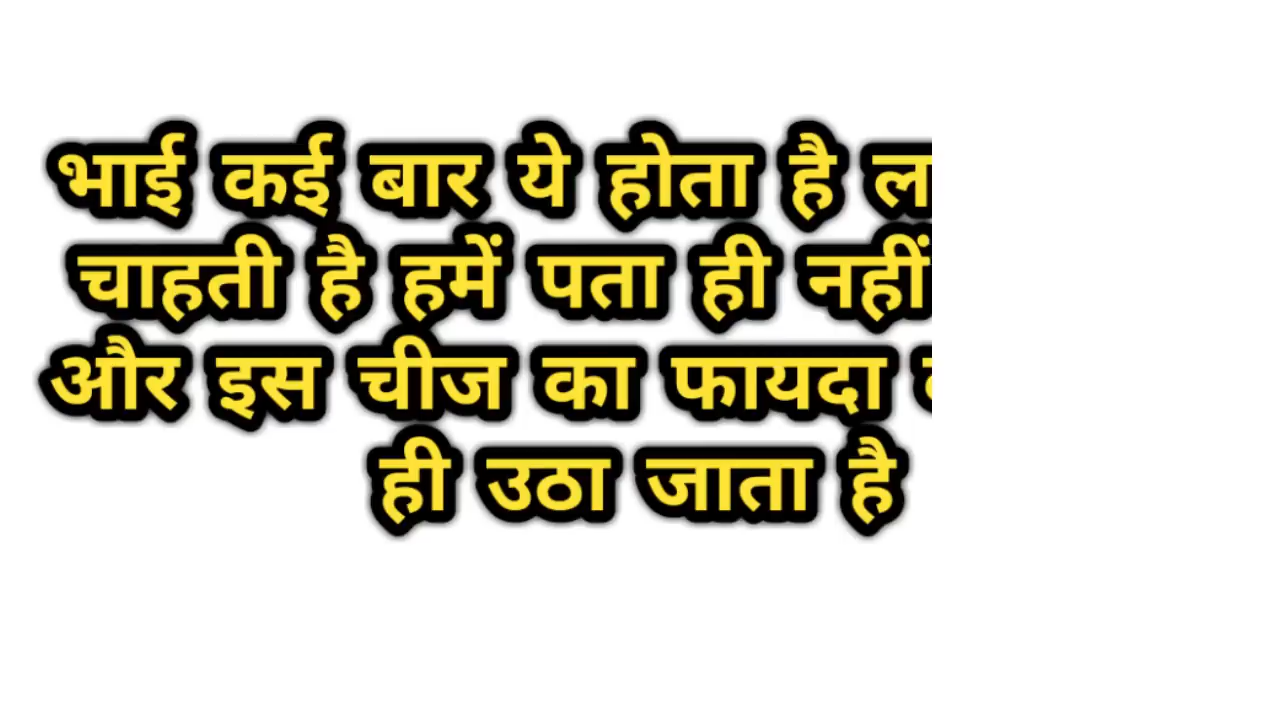 भाई कई बार ये होता है
चाहती है हमें पता ही नहीं
और इस चीज का फायदा
ही उठा जाता है